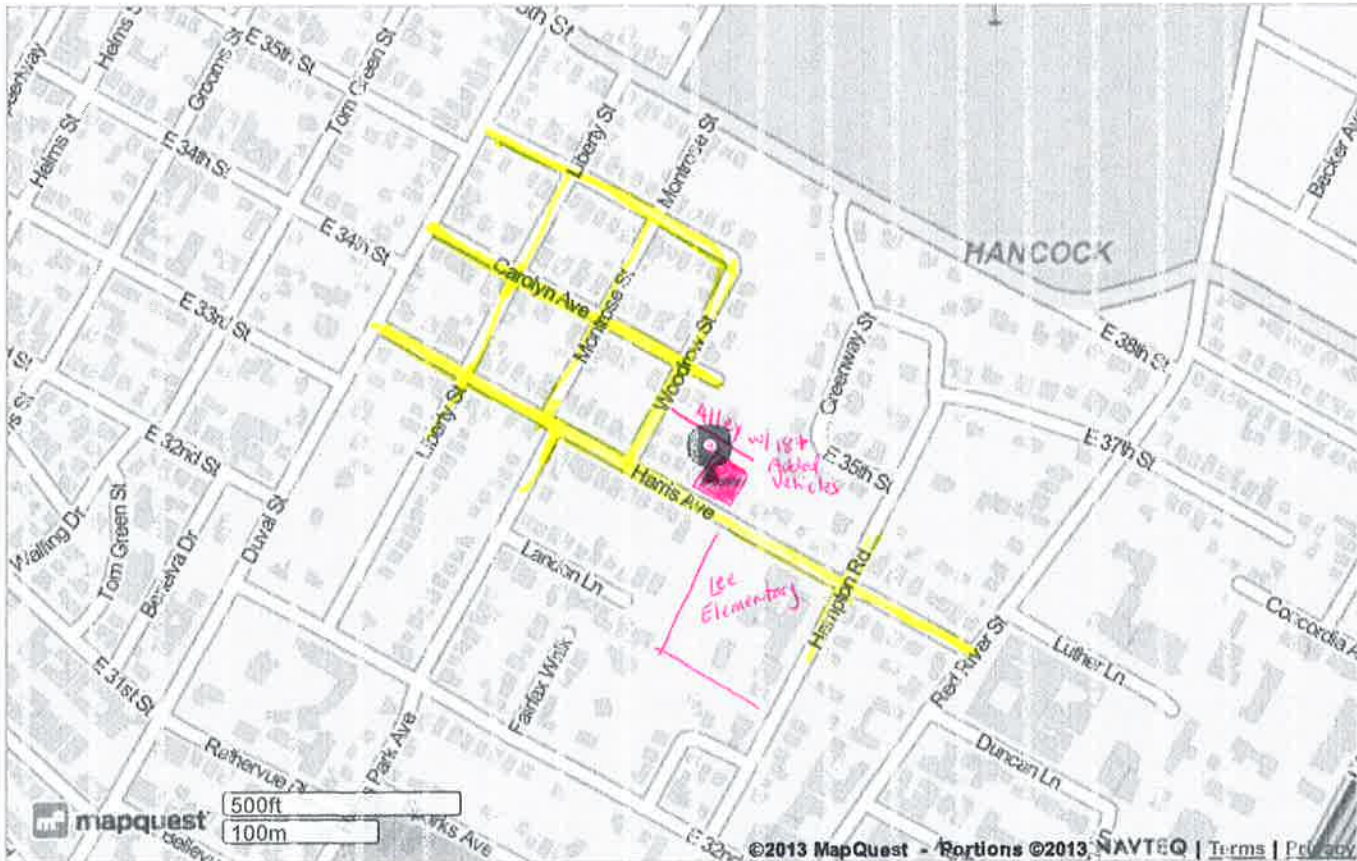 E 35th St
Helms St
Grooms St
Tom Green St
5th St
Liberty St
Montrose St
Becker Av
Helms St
E 34th St
E 34th St
HANCOCK
Carolyn Ave
Montrose St
Woodrow St
Greenway St
E 38th St
E 33rd St
Liberty St
Alley w/ 18+
Added
Vehicles
E 35th St
E 37th St
E 32nd St
Harris Ave
Duval St
Walling Dr
Tom Green St
Benelva Dr
Landon Ln
Lee
Elementary
Hampton Rd
Concordia A
Luther Ln
Red River St
E 31st St
Fairfax Walk
Park Ave
Duncan Ln
500ft
mapquest
100m
E 32nd
©2013 MapQuest - Portions ©2013 NAVTEQ | Terms | Privacy